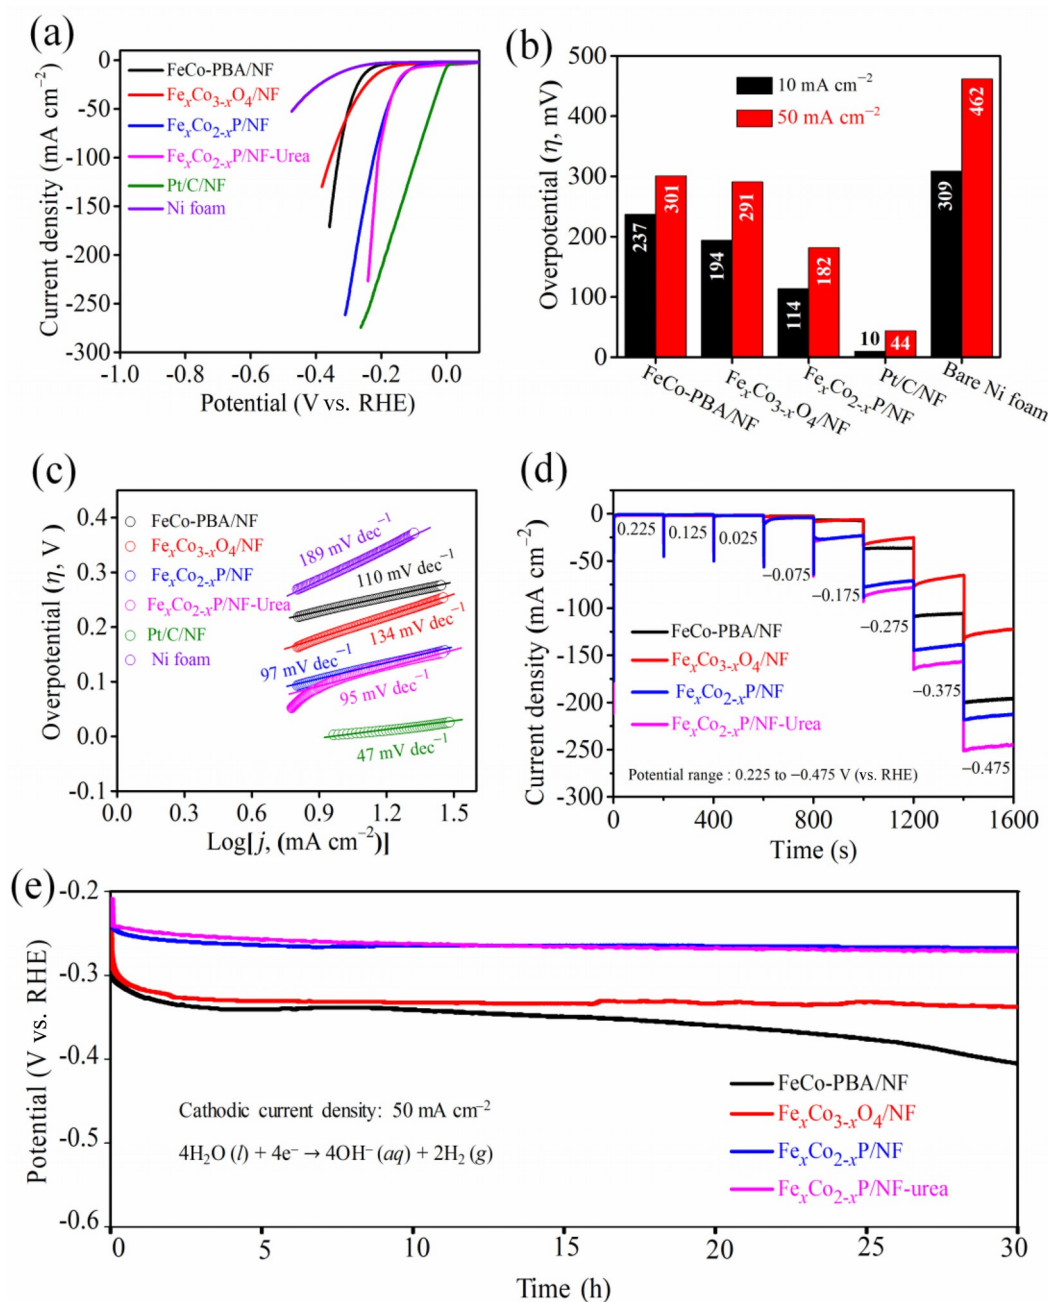 (a)
Current density (mA cm⁻²)
0
-50
-100
-150
-200
-250
-300
FeCo-PBA/NF
FeₓCo₃₋ₓO₄/NF
FeₓCo₂₋ₓP/NF
FeₓCo₂₋ₓP/NF-Urea
Pt/C/NF
Ni foam
-1.0 -0.8 -0.6 -0.4 -0.2 0.0
Potential (V vs. RHE)
(b)
Overpotential (η, mV)
500
400
300
200
100
0
10 mA cm⁻²
50 mA cm⁻²
237 301 194 291 114 182 10 44 309 462
FeCo-PBA/NF
FeₓCo₃₋ₓO₄/NF
FeₓCo₂₋ₓP/NF
Pt/C/NF
Bare Ni foam
(c)
Overpotential (η, V)
0.4
0.3
0.2
0.1
0.0
-0.1
FeCo-PBA/NF
FeₓCo₃₋ₓO₄/NF
FeₓCo₂₋ₓP/NF
FeₓCo₂₋ₓP/NF-Urea
Pt/C/NF
Ni foam
189 mV dec⁻¹
110 mV dec⁻¹
134 mV dec⁻¹
97 mV dec⁻¹
95 mV dec⁻¹
47 mV dec⁻¹
0.0 0.3 0.6 0.9 1.2 1.5
Log[j, (mA cm⁻²)]
(d)
Current density (mA cm⁻²)
0
-50
-100
-150
-200
-250
-300
0.225
0.125
0.025
−0.075
−0.175
−0.275
−0.375
−0.475
FeCo-PBA/NF
FeₓCo₃₋ₓO₄/NF
FeₓCo₂₋ₓP/NF
FeₓCo₂₋ₓP/NF-Urea
Potential range : 0.225 to −0.475 V (vs. RHE)
0 400 800 1200 1600
Time (s)
(e)
Potential (V vs. RHE)
-0.2
-0.3
-0.4
-0.5
-0.6
Cathodic current density: 50 mA cm⁻²
4H₂O (l) + 4e⁻ → 4OH⁻ (aq) + 2H₂ (g)
FeCo-PBA/NF
FeₓCo₃₋ₓO₄/NF
FeₓCo₂₋ₓP/NF
FeₓCo₂₋ₓP/NF-urea
0 5 10 15 20 25 30
Time (h)